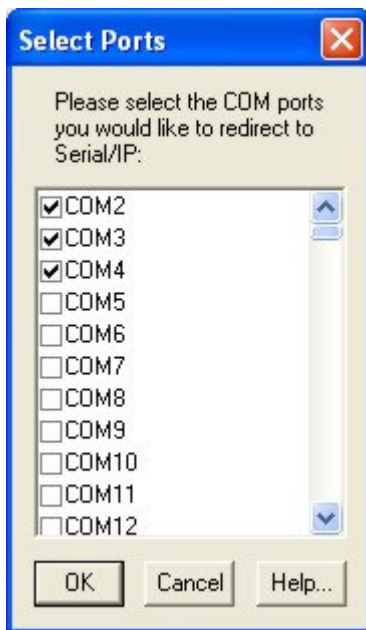 Select Ports
Please select the COM ports
you would like to redirect to
Serial/IP:
COM2
COM3
COM4
COM5
COM6
COM7
COM8
COM9
COM10
COM11
COM12
OK Cancel Help...